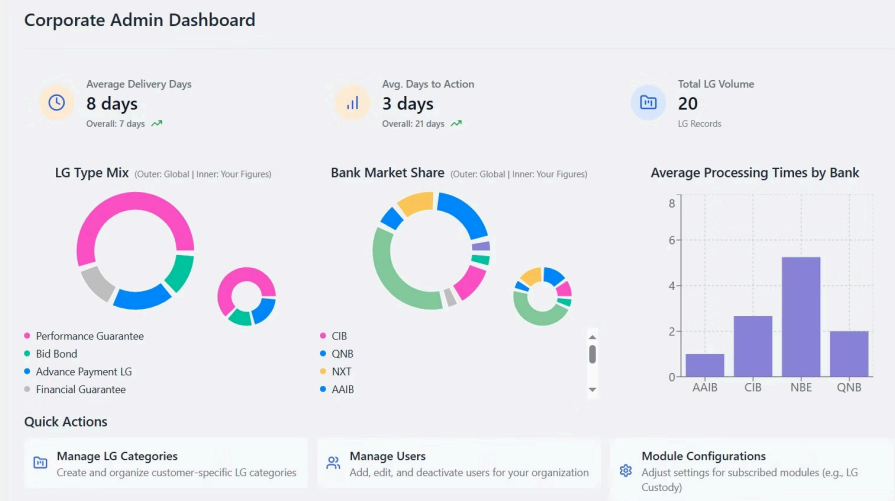 Corporate Admin Dashboard
Average Delivery Days
8 days
Overall: 7 days
Avg. Days to Action
3 days
Overall: 21 days
Total LG Volume
20
LG Records
LG Type Mix (Outer: Global | Inner: Your Figures)
Performance Guarantee
Bid Bond
Advance Payment LG
Financial Guarantee
Bank Market Share (Outer: Global | Inner: Your Figures)
CIB
QNB
NXT
AAIB
Average Processing Times by Bank
8
6
4
2
0
AAIB CIB NBE QNB
Quick Actions
Manage LG Categories
Create and organize customer-specific LG categories
Manage Users
Add, edit, and deactivate users for your organization
Module Configurations
Adjust settings for subscribed modules (e.g., LG
Custody)